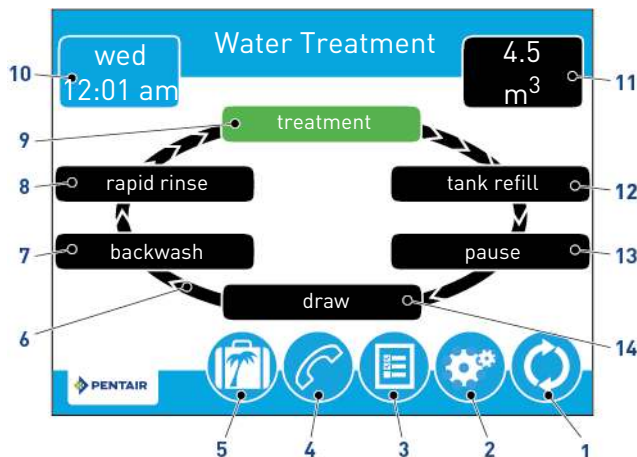 Water Treatment
wed
12:01 am
4.5
m³
10
11
treatment
9
rapid rinse
tank refill
8
12
backwash
pause
7
13
draw
6
14
PENTAIR
5
4
3
2
1